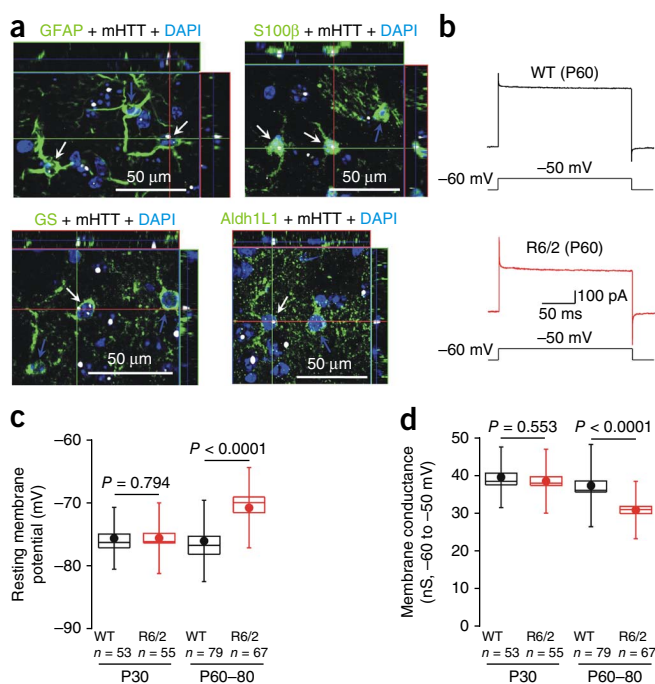 a
GFAP + mHTT + DAPI
S100β + mHTT + DAPI
50 μm
50 μm
GS + mHTT + DAPI
Aldh1L1 + mHTT + DAPI
50 μm
50 μm
b
WT (P60)
–50 mV
–60 mV
R6/2 (P60)
100 pA
50 ms
–50 mV
–60 mV
c
Resting membrane
potential (mV)
–60
–70
–80
–90
P = 0.794
P < 0.0001
WT
n = 53
R6/2
n = 55
WT
n = 79
R6/2
n = 67
P30
P60–80
d
Membrane conductance
(nS, –60 to –50 mV)
50
40
30
20
10
0
P = 0.553
P < 0.0001
WT
n = 53
R6/2
n = 55
WT
n = 79
R6/2
n = 67
P30
P60–80